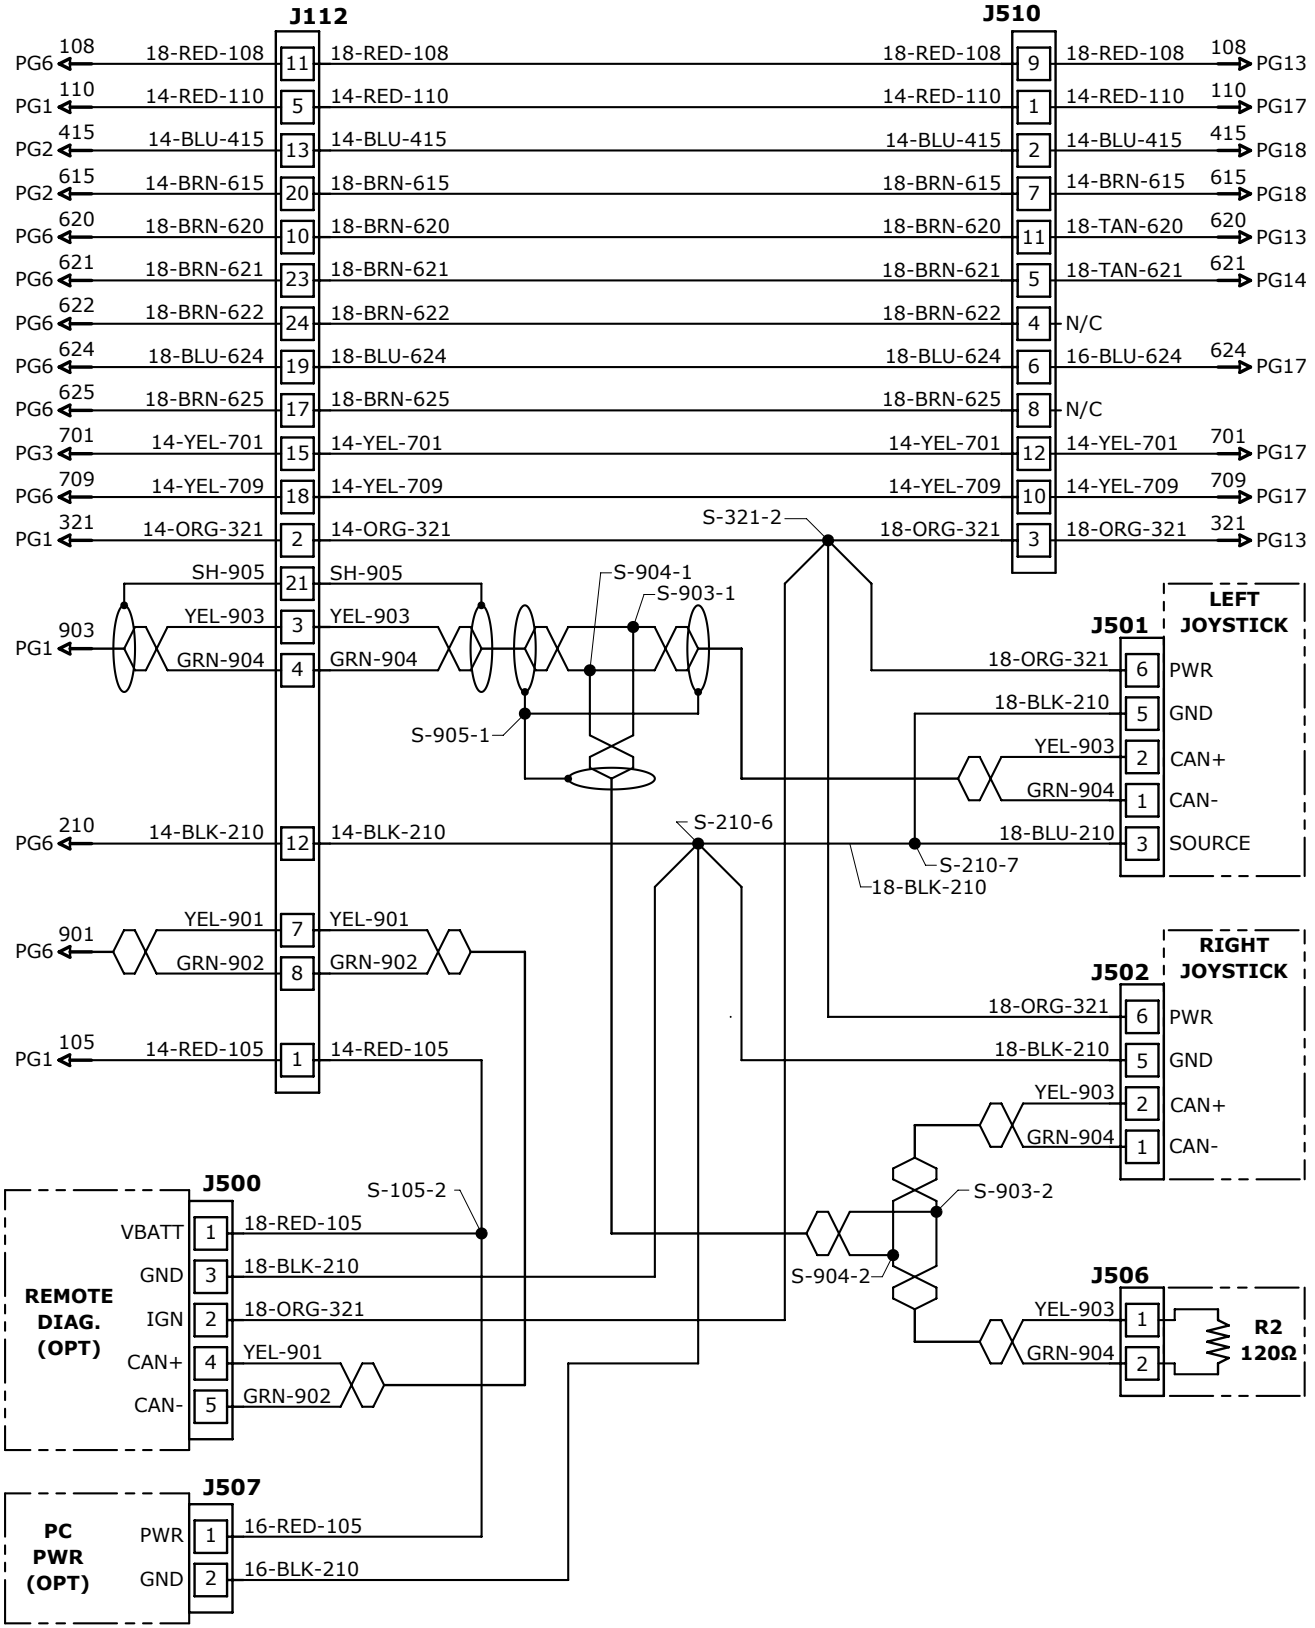 J112 J510
108 18-RED-108 18-RED-108 18-RED-108 18-RED-108 108
PG6 11 9 PG13
110 14-RED-110 14-RED-110 14-RED-110 14-RED-110 110
PG1 5 1 PG17
415 14-BLU-415 14-BLU-415 14-BLU-415 14-BLU-415 415
PG2 13 2 PG18
615 14-BRN-615 18-BRN-615 18-BRN-615 14-BRN-615 615
PG2 20 7 PG18
620 18-BRN-620 18-BRN-620 18-BRN-620 18-TAN-620 620
PG6 10 11 PG13
621 18-BRN-621 18-BRN-621 18-BRN-621 18-TAN-621 621
PG6 23 5 PG14
622 18-BRN-622 18-BRN-622 18-BRN-622
PG6 24 4 N/C
624 18-BLU-624 18-BLU-624 18-BLU-624 16-BLU-624 624
PG6 19 6 PG17
625 18-BRN-625 18-BRN-625 18-BRN-625
PG6 17 8 N/C
701 14-YEL-701 14-YEL-701 14-YEL-701 14-YEL-701 701
PG3 15 12 PG17
709 14-YEL-709 14-YEL-709 14-YEL-709 14-YEL-709 709
PG6 18 10 PG17
S-321-2
321 14-ORG-321 14-ORG-321 18-ORG-321 18-ORG-321 321
PG1 2 3 PG13
SH-905 21 SH-905 S-904-1
S-903-1
YEL-903 3 YEL-903
903
PG1
GRN-904 4 GRN-904
S-905-1
LEFT
JOYSTICK
J501
18-ORG-321 6 PWR
18-BLK-210 5 GND
YEL-903 2 CAN+
GRN-904 1 CAN-
S-210-6
210 14-BLK-210 14-BLK-210 18-BLU-210
PG6 12 3 SOURCE
S-210-7
18-BLK-210
YEL-901 7 YEL-901
901
PG6
GRN-902 8 GRN-902
RIGHT
JOYSTICK
J502
18-ORG-321 6 PWR
105 14-RED-105 14-RED-105 18-BLK-210
PG1 1 5 GND
YEL-903 2 CAN+
GRN-904 1 CAN-
J500
S-105-2
S-903-2
VBATT 1 18-RED-105
GND 3 18-BLK-210
S-904-2
REMOTE
DIAG.
(OPT)
IGN 2 18-ORG-321
CAN+ 4 YEL-901
CAN- 5 GRN-902
J506
YEL-903 1
GRN-904 2
R2
120Ω
J507
PC
PWR
(OPT)
PWR 1 16-RED-105
GND 2 16-BLK-210